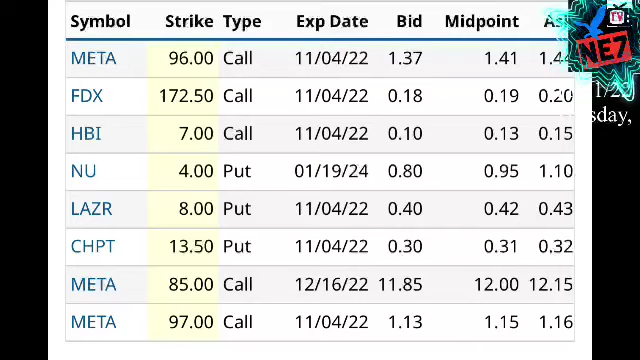 Symbol Strike Type Exp Date Bid Midpoint
META 96.00 Call 11/04/22 1.37 1.41
FDX 172.50 Call 11/04/22 0.18 0.19 0.20
HBI 7.00 Call 11/04/22 0.10 0.13 0.15
NU 4.00 Put 01/19/24 0.80 0.95 1.10
LAZR 8.00 Put 11/04/22 0.40 0.42 0.43
CHPT 13.50 Put 11/04/22 0.30 0.31 0.32
META 85.00 Call 12/16/22 11.85 12.00 12.15
META 97.00 Call 11/04/22 1.13 1.15 1.16
TV
NE7